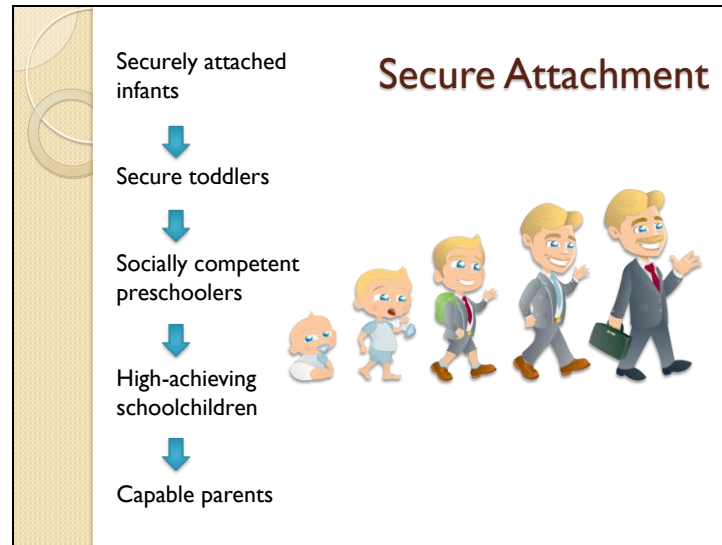 Secure Attachment
Securely attached
infants
Secure toddlers
Socially competent
preschoolers
High-achieving
schoolchildren
Capable parents